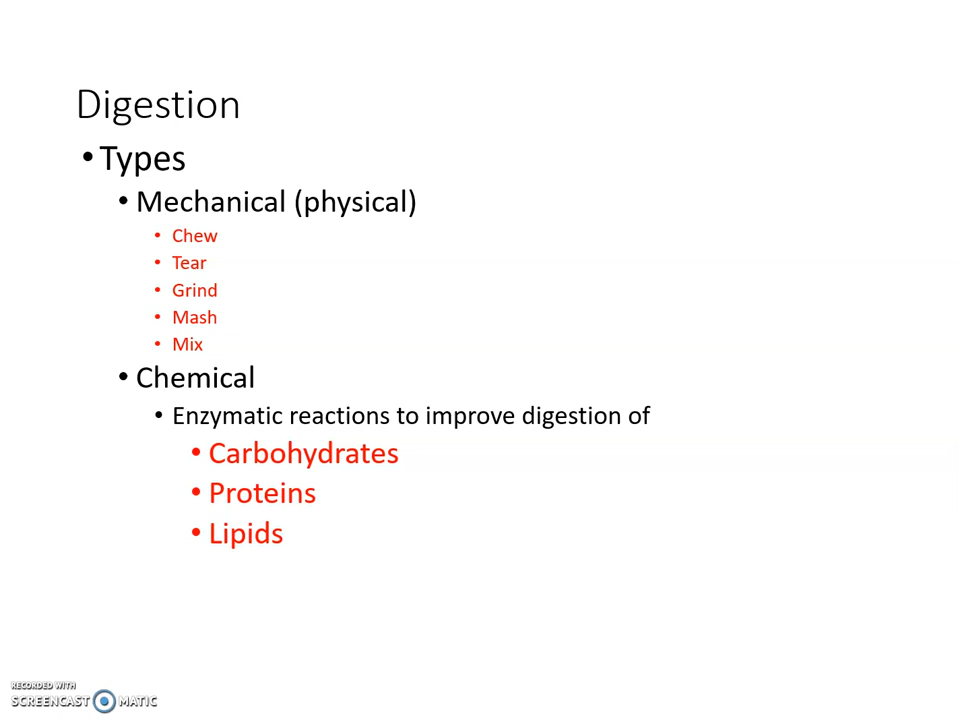 Digestion
• Types
• Mechanical (physical)
• Chew
• Tear
• Grind
• Mash
• Mix
• Chemical
• Enzymatic reactions to improve digestion of
• Carbohydrates
• Proteins
• Lipids
RECORDED WITH
SCREENCAST MATIC